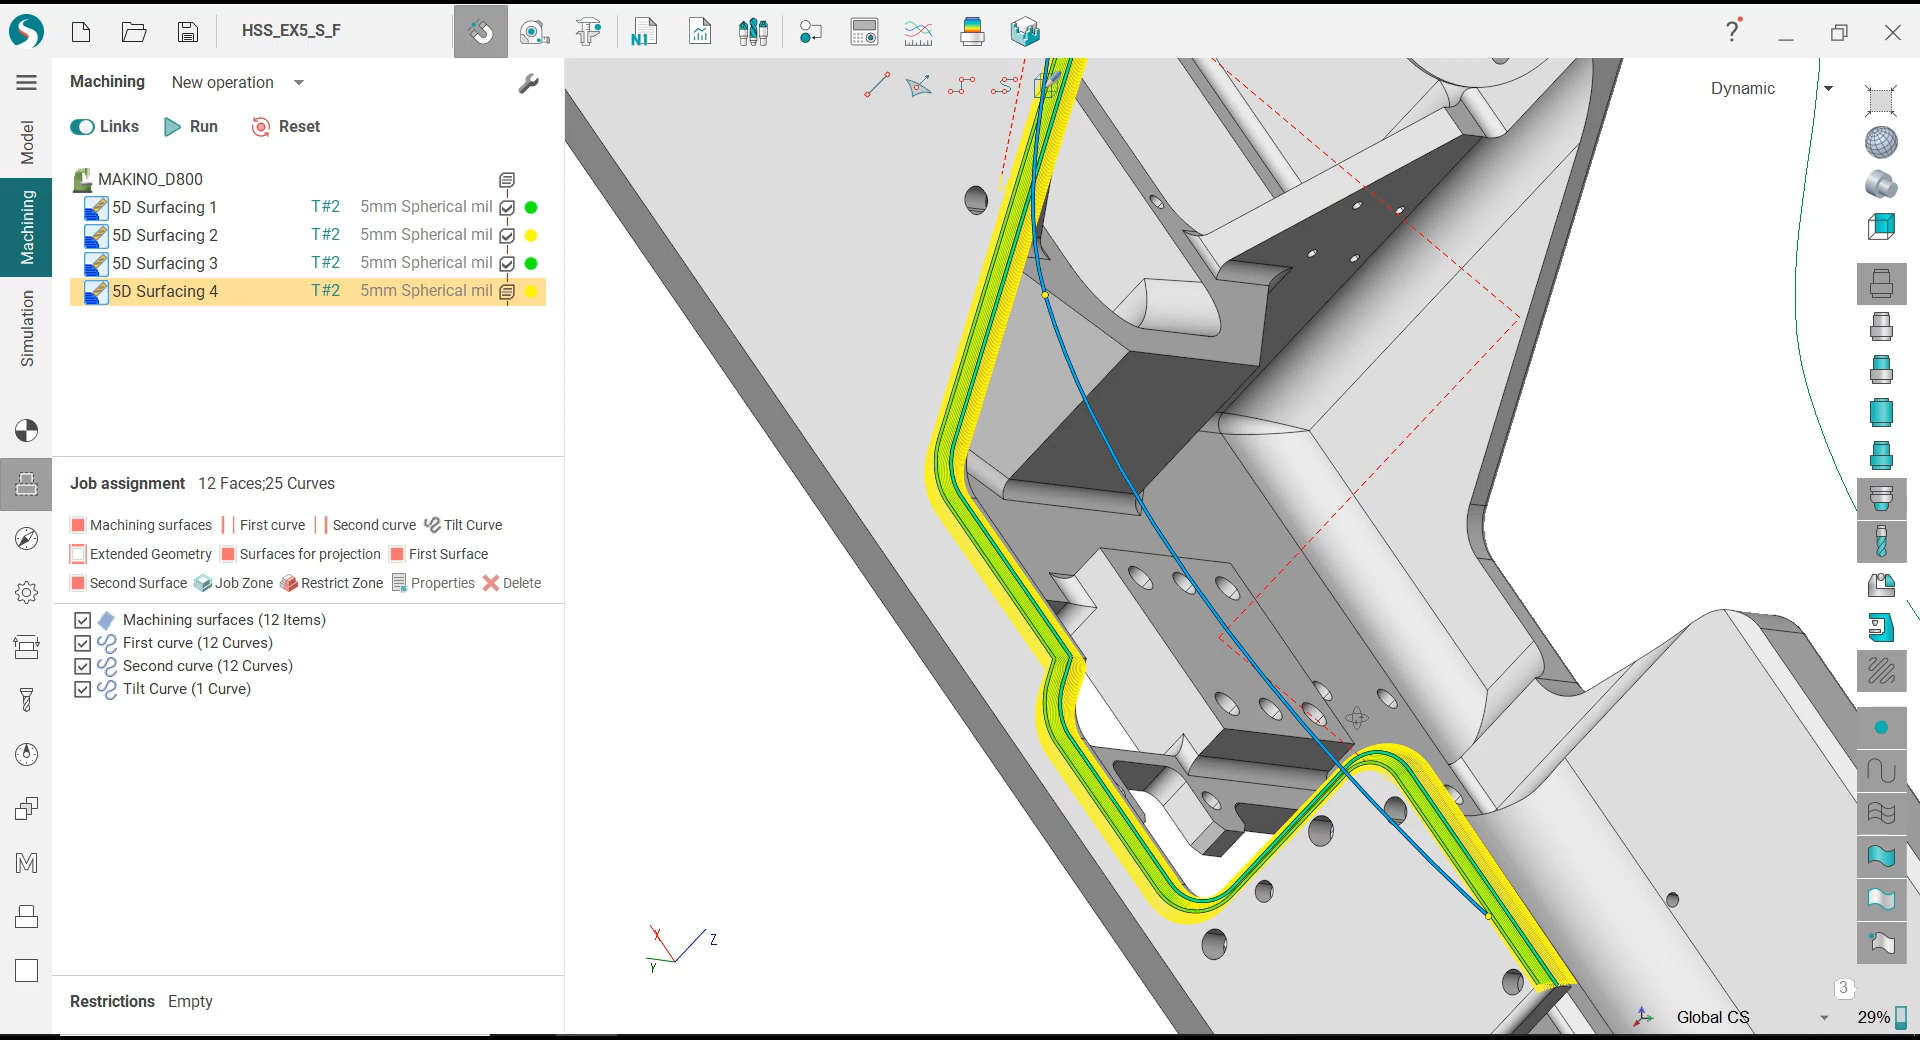 HSS_EX5_S_F
N1
?
Machining New operation
Links Run Reset
MAKINO_D800
5D Surfacing 1 T#2 5mm Spherical mil
5D Surfacing 2 T#2 5mm Spherical mil
5D Surfacing 3 T#2 5mm Spherical mil
5D Surfacing 4 T#2 5mm Spherical mil
Model
Machining
Simulation
Job assignment 12 Faces;25 Curves
Machining surfaces First curve Second curve Tilt Curve
Extended Geometry Surfaces for projection First Surface
Second Surface Job Zone Restrict Zone Properties Delete
Machining surfaces (12 Items)
First curve (12 Curves)
Second curve (12 Curves)
Tilt Curve (1 Curve)
Restrictions Empty
Dynamic
X
Y
Z
3
Global CS
29%